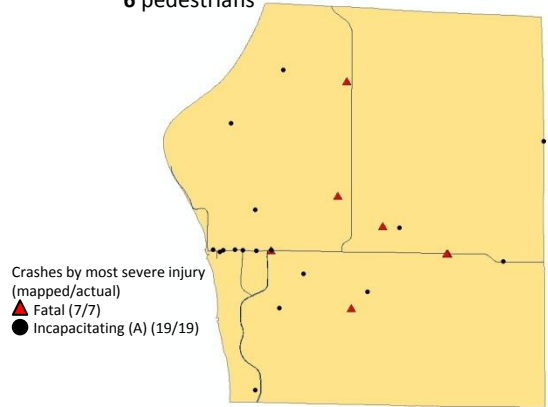 6 pedestrians
Crashes by most severe injury
(mapped/actual)
Fatal (7/7)
Incapacitating (A) (19/19)